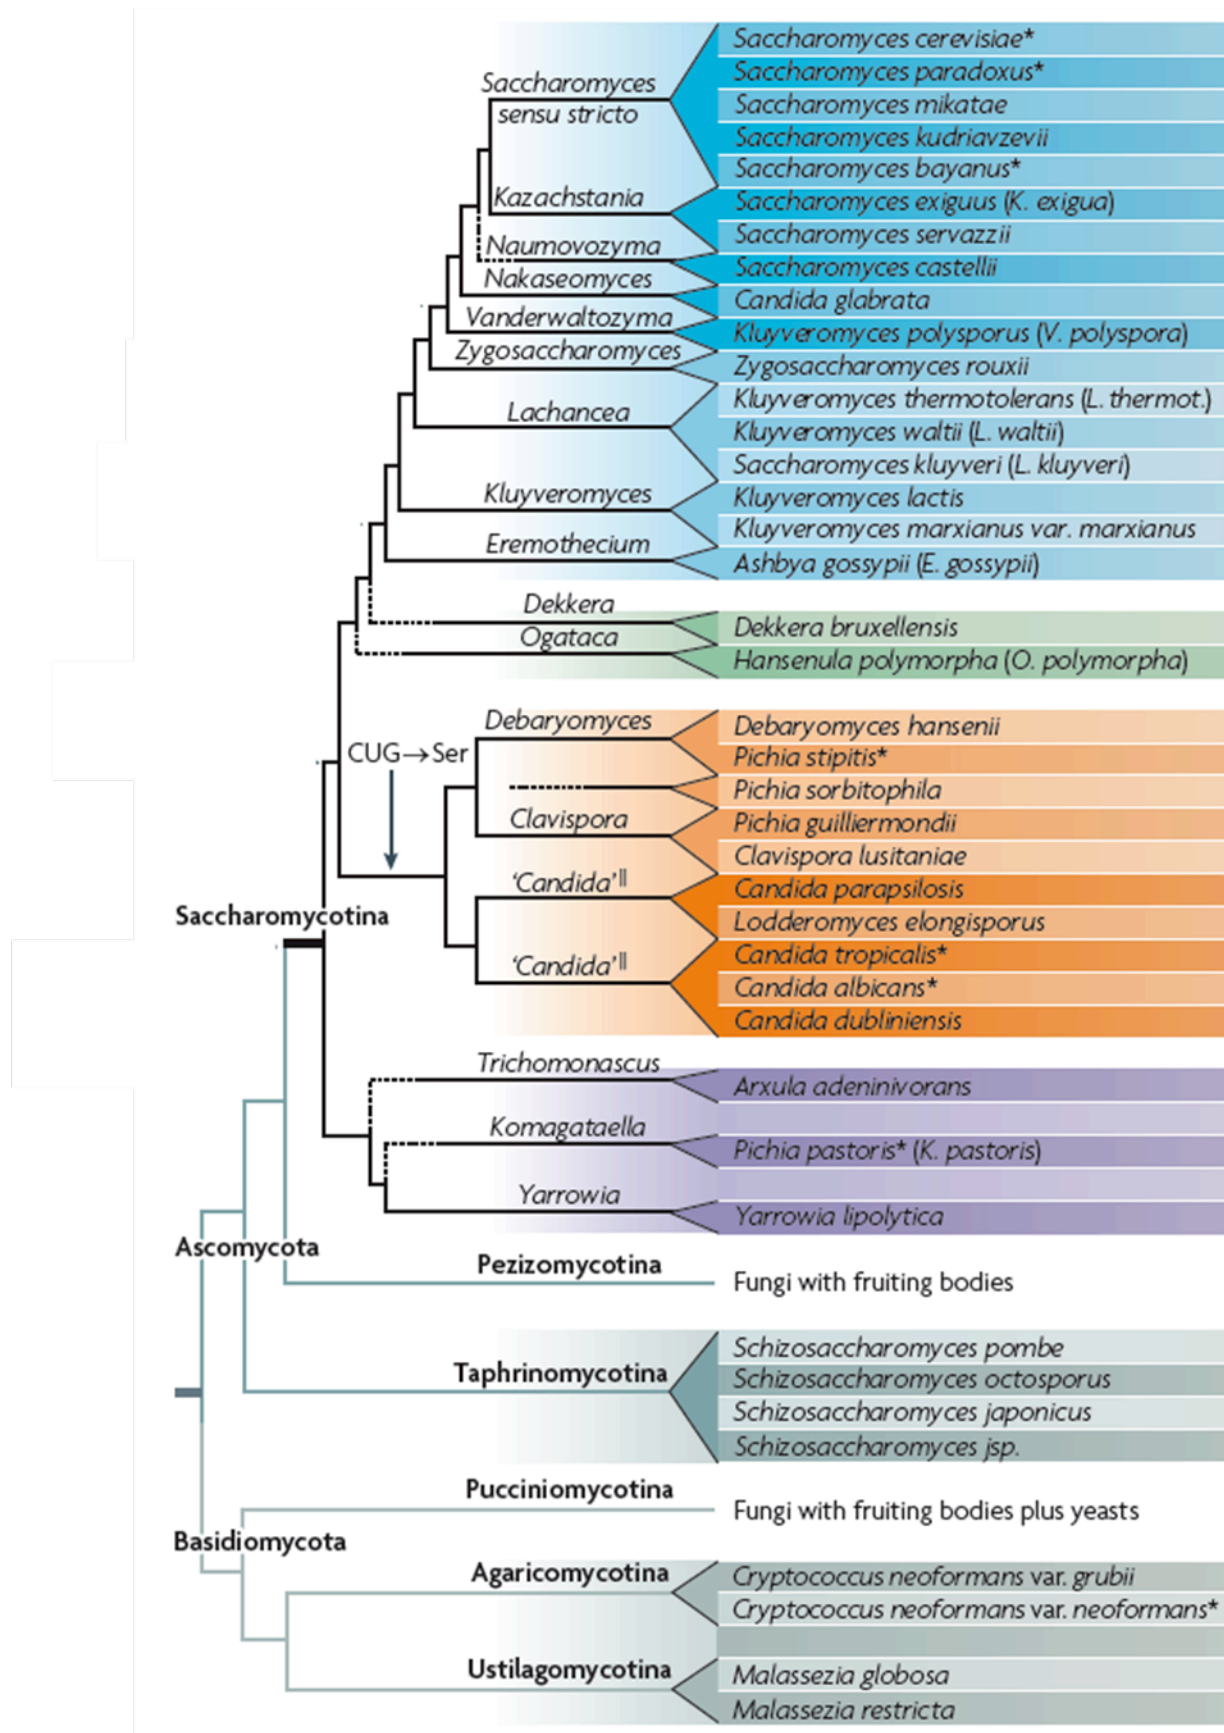 Saccharomyces cerevisiae*
Saccharomyces paradoxus*
Saccharomyces
sensu stricto
Saccharomyces mikatae
Saccharomyces kudriavzevii
Saccharomyces bayanus*
Kazachstania
Saccharomyces exiguus (K. exigua)
Saccharomyces servazzii
Naumovozyma
Saccharomyces castellii
Nakaseomyces
Candida glabrata
Vanderwaltozyma
Kluyveromyces polysporus (V. polyspora)
Zygosaccharomyces
Zygosaccharomyces rouxii
Kluyveromyces thermotolerans (L. thermot.)
Lachancea
Kluyveromyces waltii (L. waltii)
Saccharomyces kluyveri (L. kluyveri)
Kluyveromyces
Kluyveromyces lactis
Kluyveromyces marxianus var. marxianus
Eremothecium
Ashbya gossypii (E. gossypii)
Dekkera
Dekkera bruxellensis
Ogataca
Hansenula polymorpha (O. polymorpha)
Debaryomyces
Debaryomyces hansenii
CUG→Ser
Pichia stipitis*
Pichia sorbitophila
Clavispora
Pichia guilliermondii
Clavispora lusitaniae
'Candida'||
Candida parapsilosis
Saccharomycotina
Lodderomyces elongisporus
Candida tropicalis*
'Candida'||
Candida albicans*
Candida dubliniensis
Trichomonascus
Arxula adeninivorans
Komagataella
Pichia pastoris* (K. pastoris)
Yarrowia
Yarrowia lipolytica
Ascomycota
Pezizomycotina
Fungi with fruiting bodies
Schizosaccharomyces pombe
Taphrinomycotina
Schizosaccharomyces octosporus
Schizosaccharomyces japonicus
Schizosaccharomyces jsp.
Pucciniomycotina
Fungi with fruiting bodies plus yeasts
Basidiomycota
Agaricomycotina
Cryptococcus neoformans var. grubii
Cryptococcus neoformans var. neoformans*
Ustilagomycotina
Malassezia globosa
Malassezia restricta